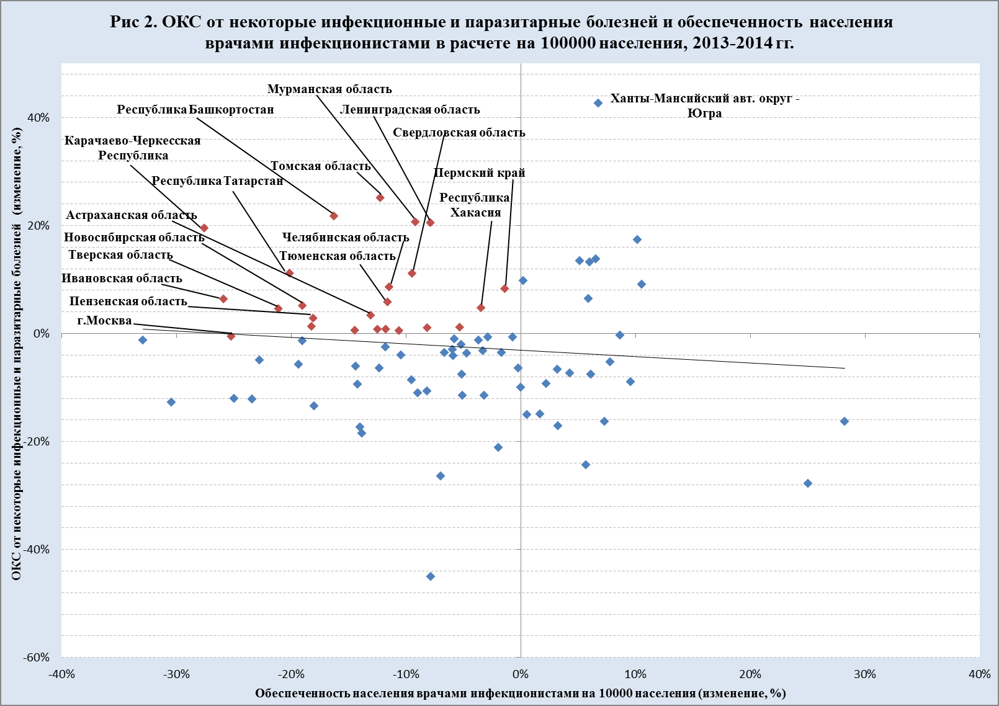 Рис 2. ОКС от некоторые инфекционные и паразитарные болезней и обеспеченность населения
врачами инфекционистами в расчете на 100000 населения, 2013-2014 гг.
ОКС от некоторые инфекционные и паразитарные болезней (изменение, %)
40%
20%
0%
-20%
-40%
-60%
Мурманская область
Ханты-Мансийский авт. округ -
Югра
Республика Башкортостан
Ленинградская область
Свердловская область
Карачаево-Черкесская
Республика
Томская область
Пермский край
Республика Татарстан
Республика
Хакасия
Астраханская область
Новосибирская область
Челябинская область
Тверская область
Тюменская область
Ивановская область
Пензенская область
г.Москва
-40%
-30%
-20%
-10%
0%
10%
20%
30%
40%
Обеспеченность населения врачами инфекционистами на 10000 населения (изменение, %)